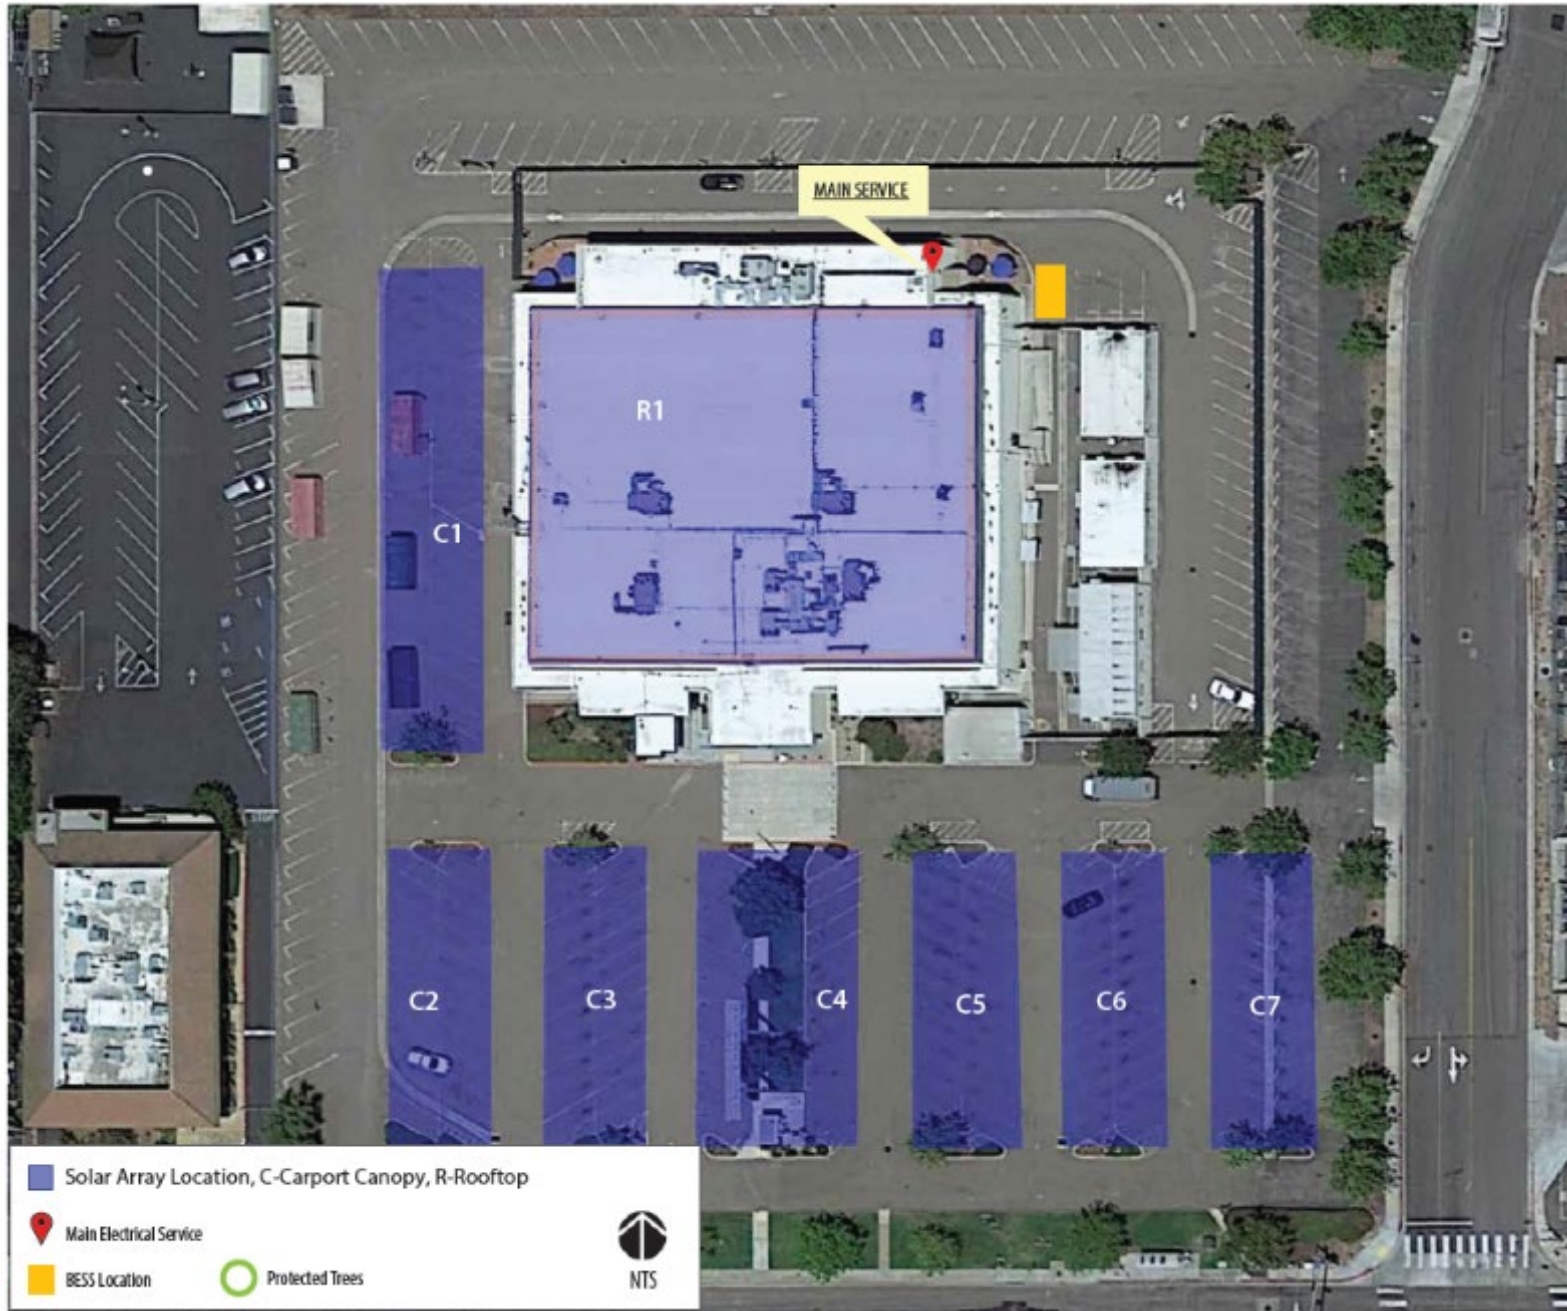 MAIN SERVICE
R1
C1
C2
C3
C4
C5
C6
C7
Solar Array Location, C-Carport Canopy, R-Rooftop
Main Electrical Service
BESS Location
Protected Trees
NTS